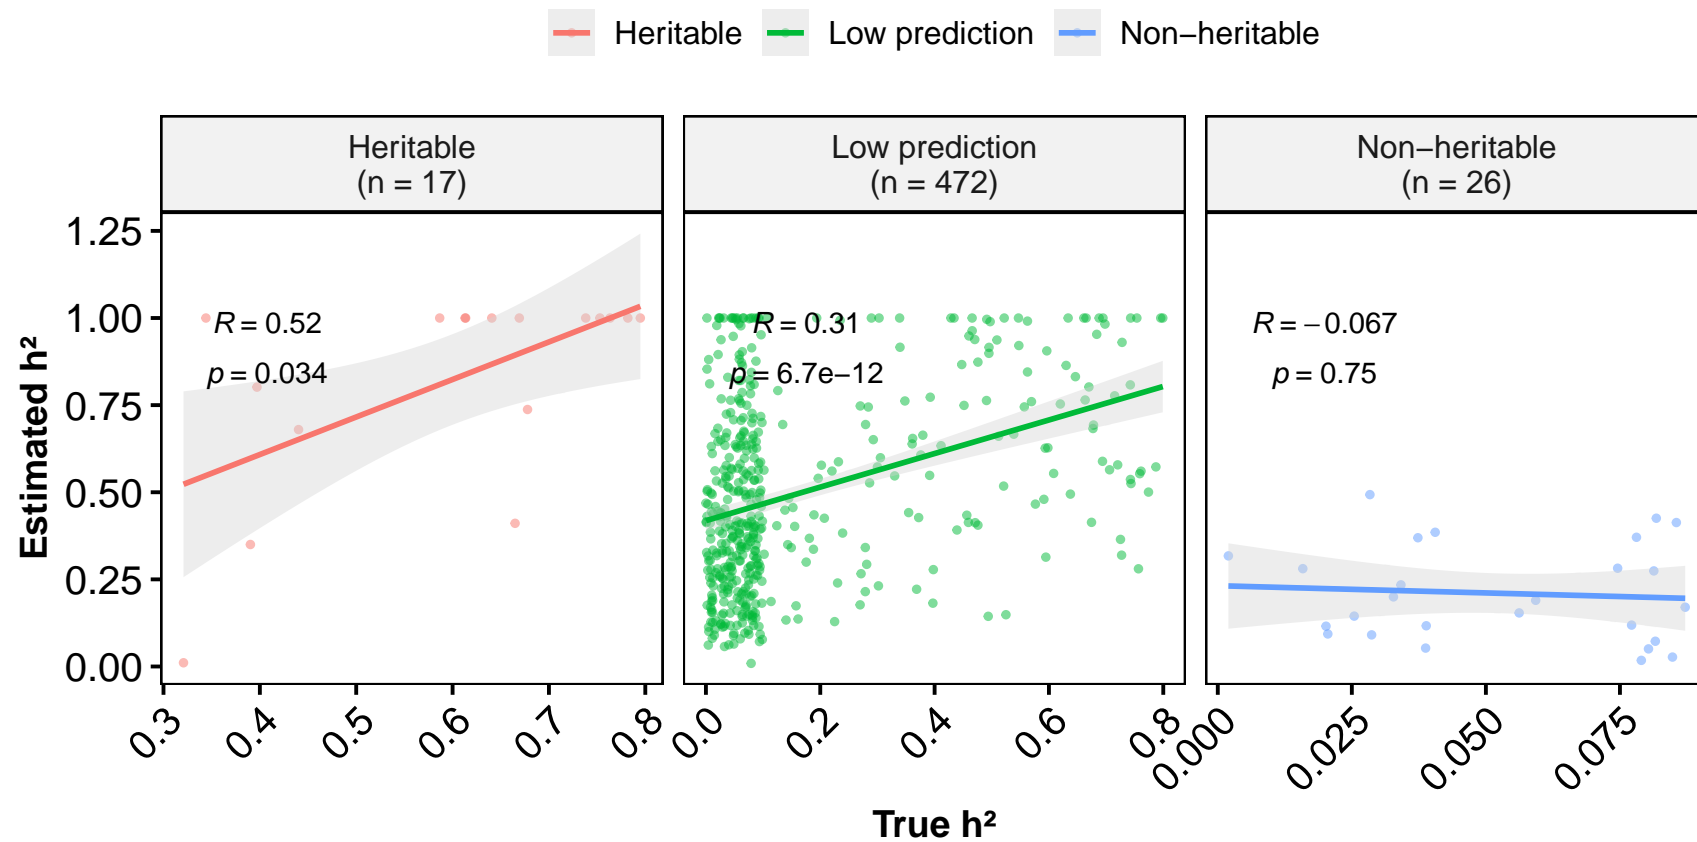 Heritable
Low prediction
Non−heritable
Heritable
(n = 17)
Low prediction
(n = 472)
Non−heritable
(n = 26)
Estimated h²
1.25
1.00
0.75
0.50
0.25
0.00
R = 0.52
p = 0.034
R = 0.31
p = 6.7e−12
R = −0.067
p = 0.75
0.3
0.4
0.5
0.6
0.7
0.8
0.0
0.2
0.4
0.6
0.8
0.000
0.025
0.050
0.075
True h²